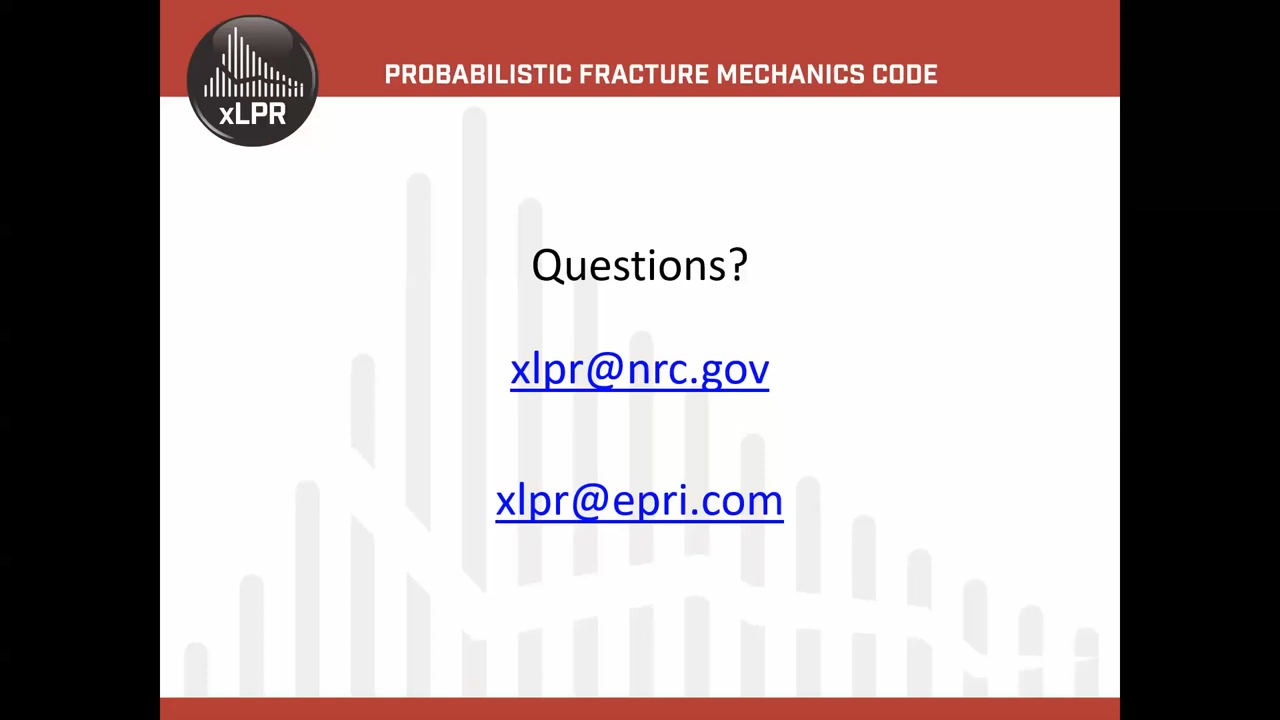 xLPR
PROBABILISTIC FRACTURE MECHANICS CODE
Questions?
xlpr@nrc.gov
xlpr@epri.com